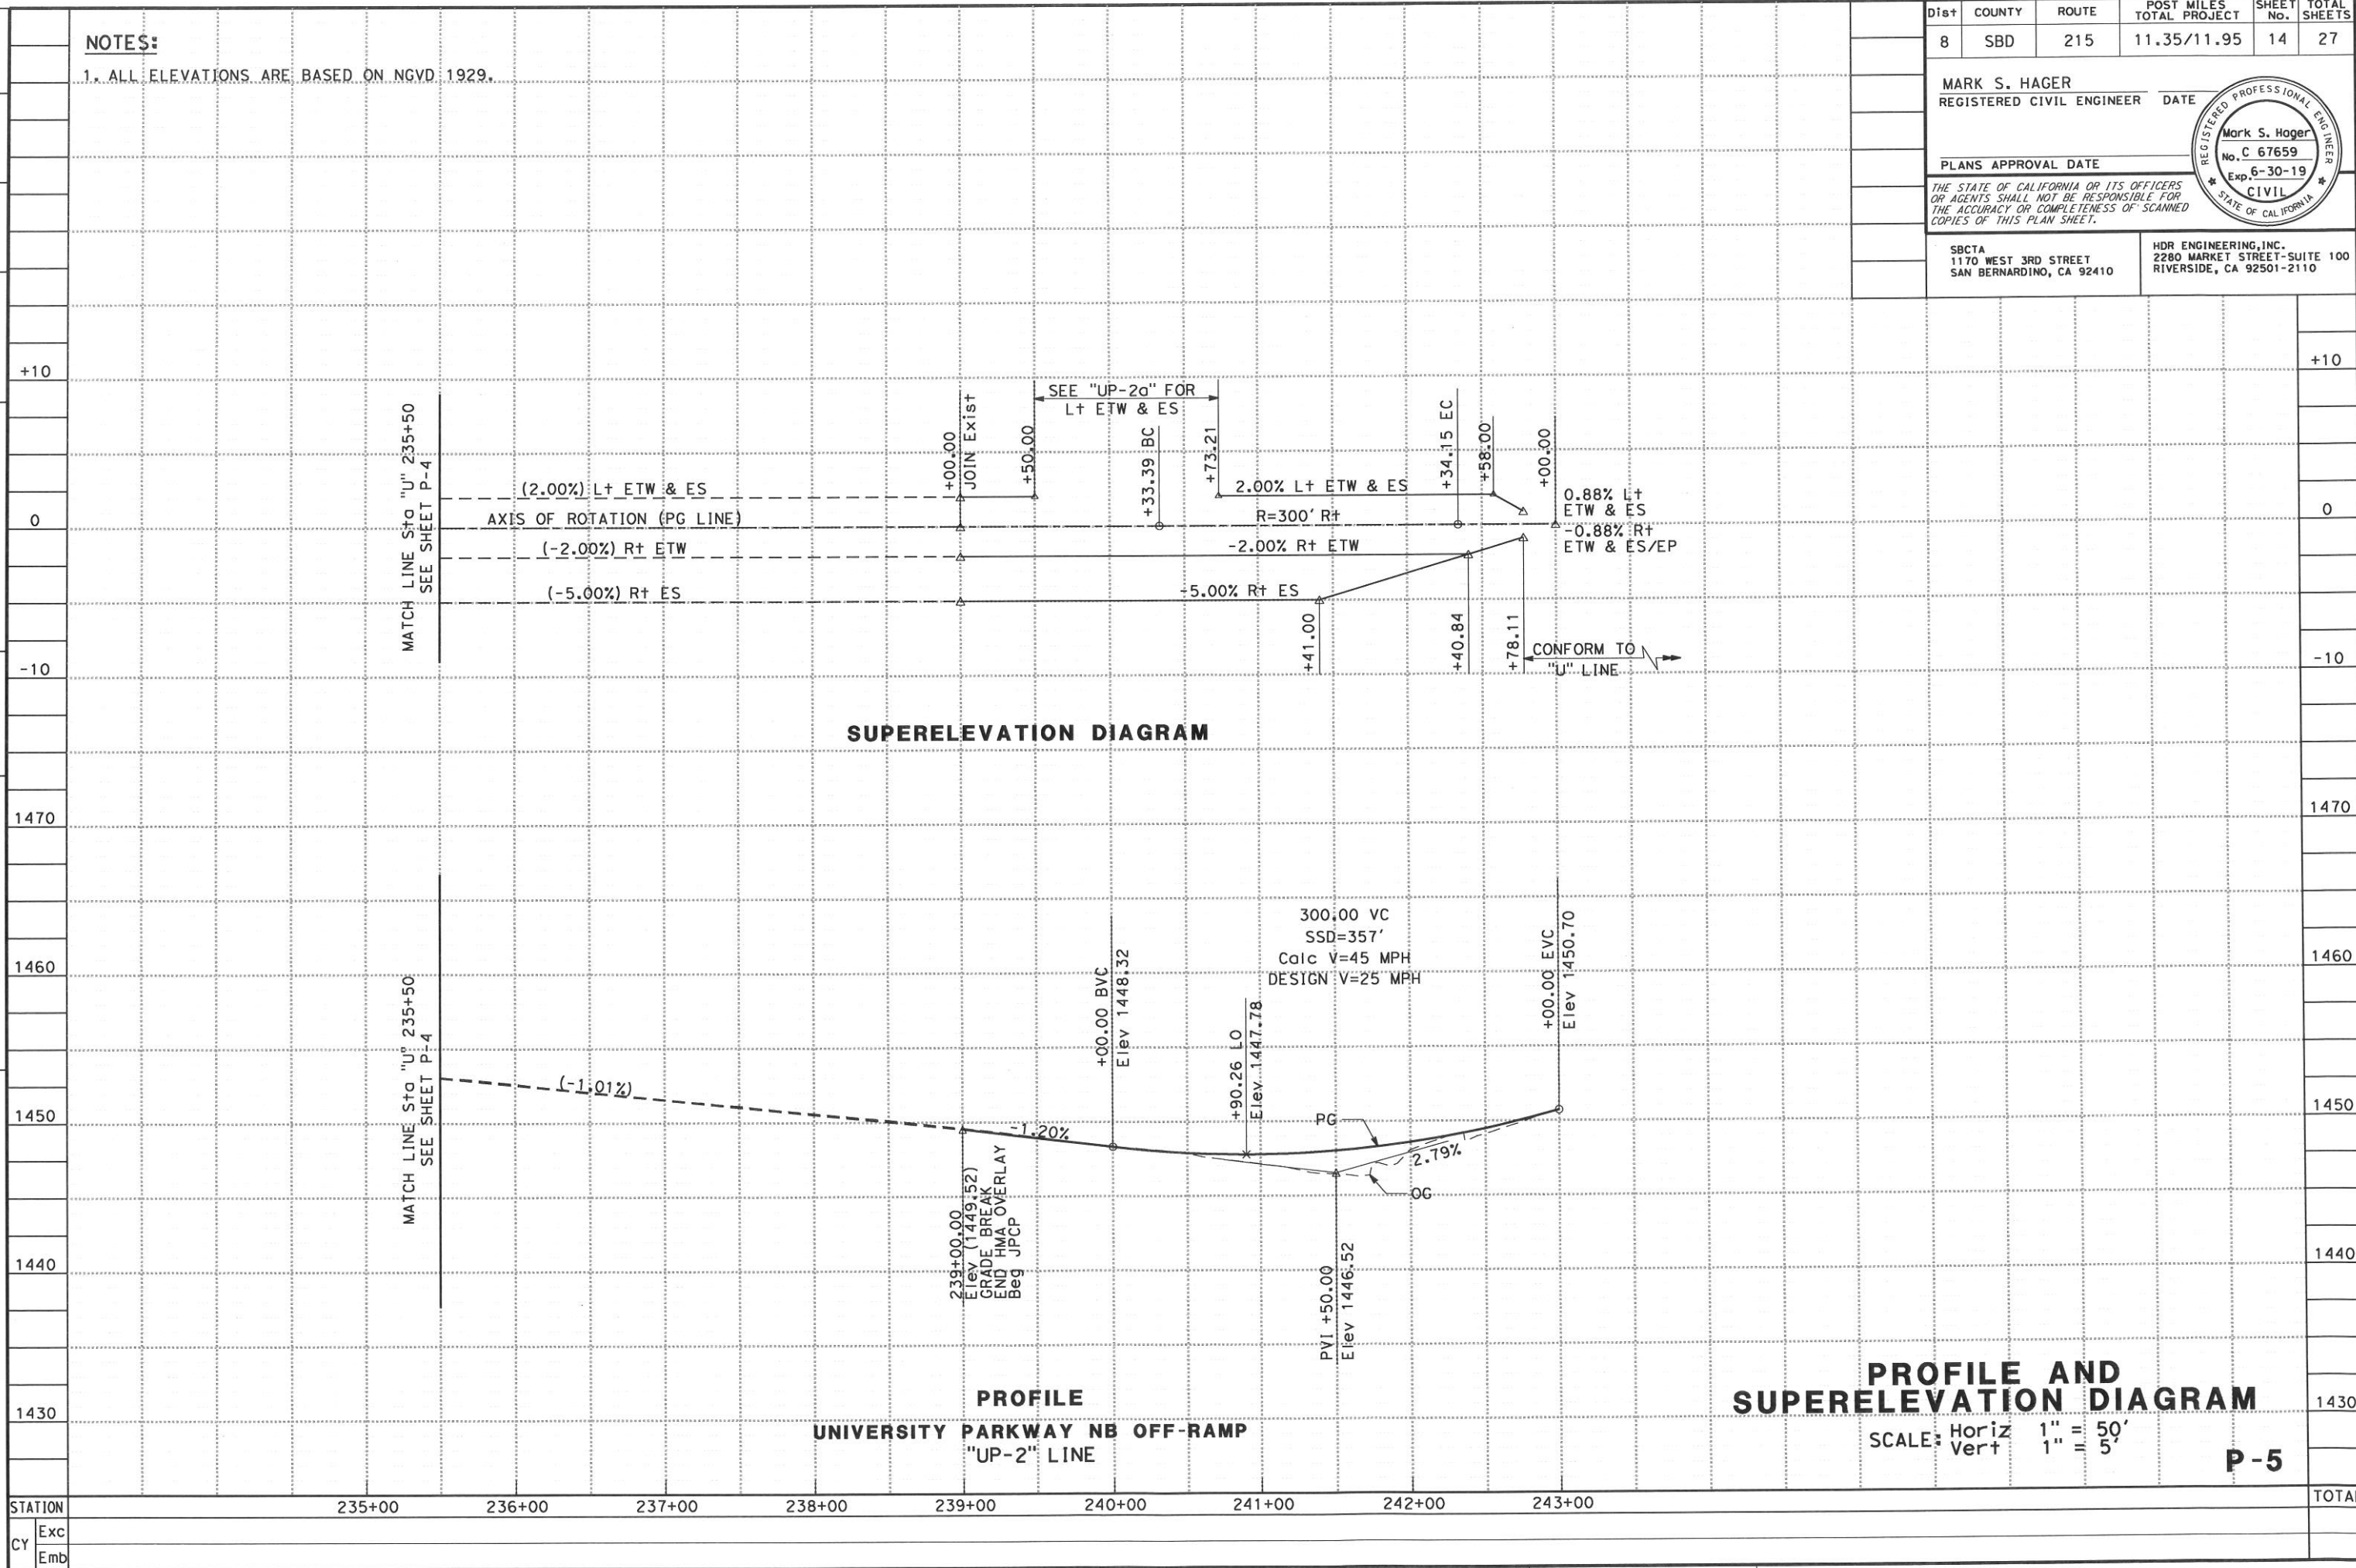 Dist COUNTY ROUTE POST MILES TOTAL PROJECT SHEET No. TOTAL SHEETS
8 SBD 215 11.35/11.95 14 27
MARK S. HAGER
REGISTERED CIVIL ENGINEER DATE
PLANS APPROVAL DATE
REGISTERED PROFESSIONAL ENGINEER
Mark S. Hager
No. C 67659
Exp. 6-30-19
CIVIL
STATE OF CALIFORNIA
THE STATE OF CALIFORNIA OR ITS OFFICERS
OR AGENTS SHALL NOT BE RESPONSIBLE FOR
THE ACCURACY OR COMPLETENESS OF SCANNED
COPIES OF THIS PLAN SHEET.
SBCTA
1170 WEST 3RD STREET
SAN BERNARDINO, CA 92410
HDR ENGINEERING,INC.
2280 MARKET STREET-SUITE 100
RIVERSIDE, CA 92501-2110
NOTES:
1. ALL ELEVATIONS ARE BASED ON NGVD 1929.
+10
0
-10
+10
0
-10
MATCH LINE Sta "U" 235+50
SEE SHEET P-4
(2.00%) Lt ETW & ES
AXIS OF ROTATION (PG LINE)
(-2.00%) Rt ETW
(-5.00%) Rt ES
+00.00
JOIN Exist
+50.00
SEE "UP-2a" FOR
Lt ETW & ES
+33.39 BC
+73.21
2.00% Lt ETW & ES
R=300' Rt
-2.00% Rt ETW
-5.00% Rt ES
+34.15 EC
+58.00
+00.00
0.88% Lt
ETW & ES
-0.88% Rt
ETW & ES/EP
+41.00
+40.84
+78.11
CONFORM TO
"U" LINE
SUPERELEVATION DIAGRAM
1470
1460
1450
1440
1430
1470
1460
1450
1440
1430
MATCH LINE Sta "U" 235+50
SEE SHEET P-4
(-1.01%)
239+00.00
Elev (1449.52)
GRADE BREAK
END HMA OVERLAY
Beg JPCP
-1.20%
+00.00 BVC
Elev 1448.32
+90.26 LO
Elev 1447.78
300.00 VC
SSD=357'
Calc V=45 MPH
DESIGN V=25 MPH
PG
2.79%
OG
PVI +50.00
Elev 1446.52
+00.00 EVC
Elev 1450.70
PROFILE
UNIVERSITY PARKWAY NB OFF-RAMP
"UP-2" LINE
PROFILE AND
SUPERELEVATION DIAGRAM
SCALE: Horiz 1" = 50'
Vert 1" = 5'
P-5
STATION 235+00 236+00 237+00 238+00 239+00 240+00 241+00 242+00 243+00
CY Exc
Emb